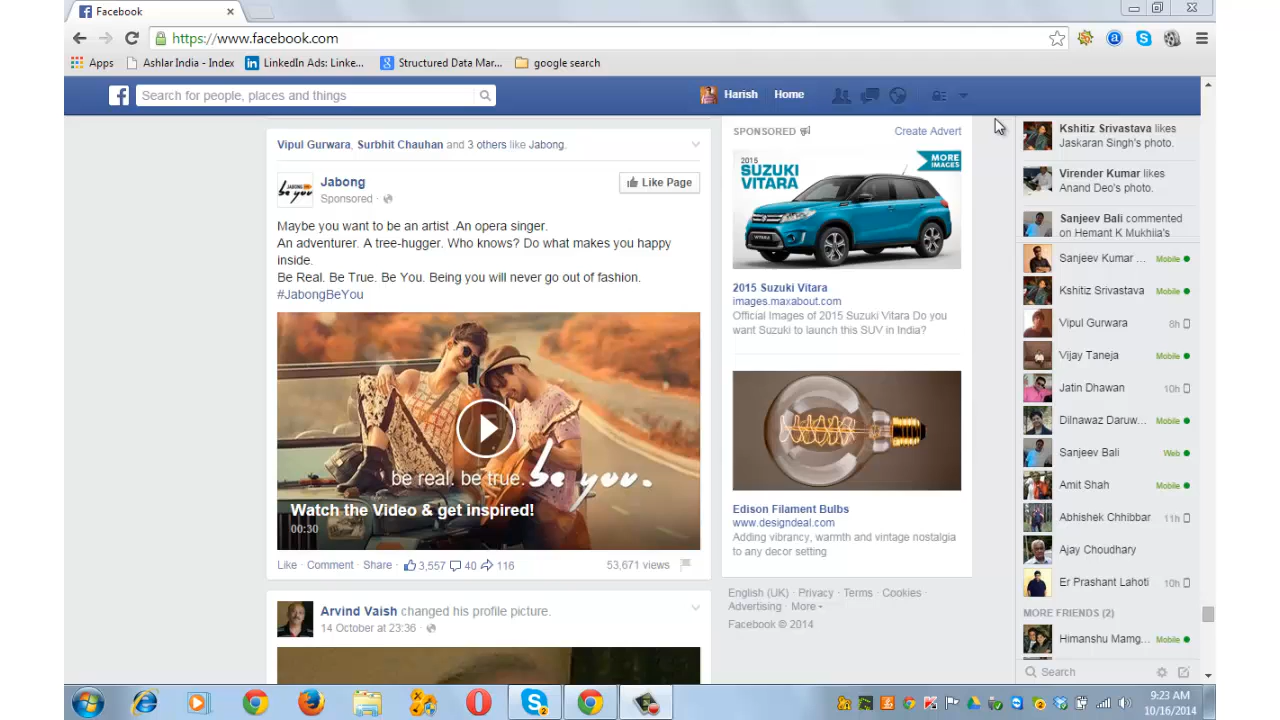 Facebook
https://www.facebook.com
Apps
Ashlar India - Index
LinkedIn Ads: Linke...
Structured Data Mar...
google search
Search for people, places and things
Harish
Home
Vipul Gurwara, Surbhit Chauhan and 3 others like Jabong.
JABONG
be you
Jabong
Sponsored ·
Like Page
Maybe you want to be an artist .An opera singer.
An adventurer. A tree-hugger. Who knows? Do what makes you happy
inside.
Be Real. Be True. Be You. Being you will never go out of fashion.
#JabongBeYou
be real. be true. be you.
Watch the Video & get inspired!
00:30
Like · Comment · Share · 3,557 40 116
53,671 views
Arvind Vaish changed his profile picture.
14 October at 23:36 ·
SPONSORED
Create Advert
2015
SUZUKI
VITARA
MORE
IMAGES
VITARA
2015 Suzuki Vitara
images.maxabout.com
Official Images of 2015 Suzuki Vitara Do you
want Suzuki to launch this SUV in India?
Edison Filament Bulbs
www.designdeal.com
Adding vibrancy, warmth and vintage nostalgia
to any decor setting
English (UK) · Privacy · Terms · Cookies ·
Advertising · More
Facebook © 2014
Kshitiz Srivastava likes
Jaskaran Singh's photo.
Virender Kumar likes
Anand Deo's photo.
Sanjeev Bali commented
on Hemant K Mukhiia's
Sanjeev Kumar ... Mobile
Kshitiz Srivastava Mobile
Vipul Gurwara 6h
Vijay Taneja Mobile
Jatin Dhawan 10h
Dilnawaz Daruw... Mobile
Sanjeev Bali Web
Amit Shah Mobile
Abhishek Chhibbar 11h
Ajay Choudhary
Er Prashant Lahoti 10h
MORE FRIENDS (2)
Himanshu Mamg... Mobile
Search
9:23 AM
10/16/2014